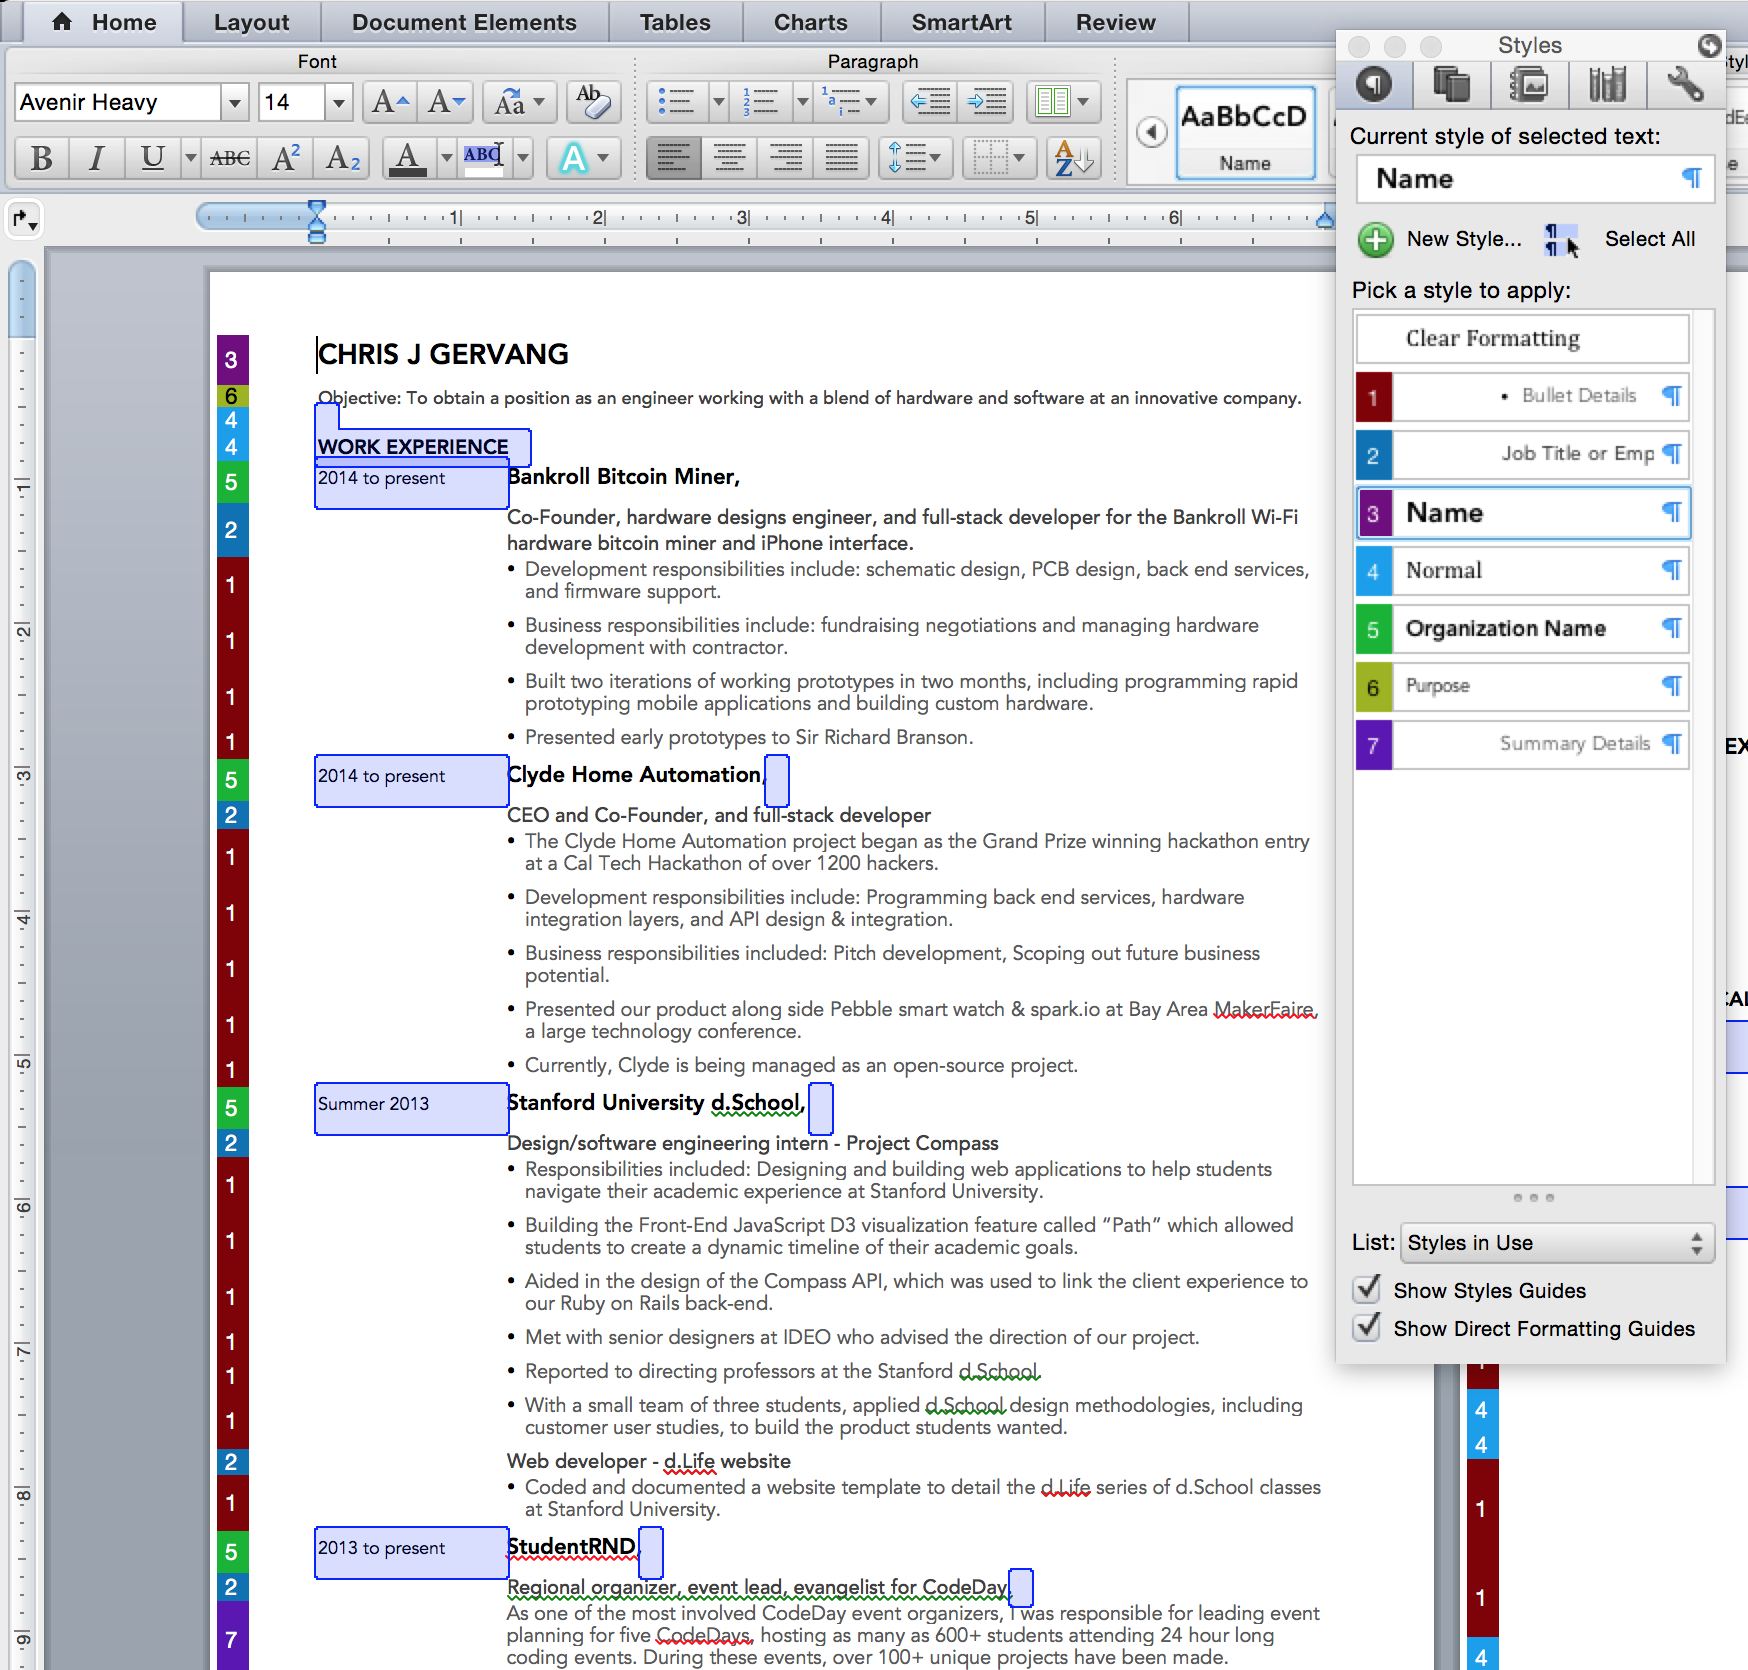 Home
Layout
Document Elements
Tables
Charts
SmartArt
Review
Font
Paragraph
Avenir Heavy
14
A A Aa Ab
B I U ABC A2 A2 A ABC A
AaBbCcD
Name
A Z
1 2 3 4 5 6
CHRIS J GERVANG
Objective: To obtain a position as an engineer working with a blend of hardware and software at an innovative company.
WORK EXPERIENCE
2014 to present
Bankroll Bitcoin Miner,
Co-Founder, hardware designs engineer, and full-stack developer for the Bankroll Wi-Fi
hardware bitcoin miner and iPhone interface.
• Development responsibilities include: schematic design, PCB design, back end services,
and firmware support.
• Business responsibilities include: fundraising negotiations and managing hardware
development with contractor.
• Built two iterations of working prototypes in two months, including programming rapid
prototyping mobile applications and building custom hardware.
• Presented early prototypes to Sir Richard Branson.
2014 to present
Clyde Home Automation,
CEO and Co-Founder, and full-stack developer
• The Clyde Home Automation project began as the Grand Prize winning hackathon entry
at a Cal Tech Hackathon of over 1200 hackers.
• Development responsibilities include: Programming back end services, hardware
integration layers, and API design & integration.
• Business responsibilities included: Pitch development, Scoping out future business
potential.
• Presented our product along side Pebble smart watch & spark.io at Bay Area MakerFaire,
a large technology conference.
• Currently, Clyde is being managed as an open-source project.
Summer 2013
Stanford University d.School,
Design/software engineering intern - Project Compass
• Responsibilities included: Designing and building web applications to help students
navigate their academic experience at Stanford University.
• Building the Front-End JavaScript D3 visualization feature called “Path” which allowed
students to create a dynamic timeline of their academic goals.
• Aided in the design of the Compass API, which was used to link the client experience to
our Ruby on Rails back-end.
• Met with senior designers at IDEO who advised the direction of our project.
• Reported to directing professors at the Stanford d.School.
• With a small team of three students, applied d.School design methodologies, including
customer user studies, to build the product students wanted.
Web developer - d.Life website
• Coded and documented a website template to detail the d.Life series of d.School classes
at Stanford University.
2013 to present
StudentRND,
Regional organizer, event lead, evangelist for CodeDay,
As one of the most involved CodeDay event organizers, I was responsible for leading event
planning for five CodeDays, hosting as many as 600+ students attending 24 hour long
coding events. During these events, over 100+ unique projects have been made.
3
6
4
4
5
2
1
1
1
1
5
2
1
1
1
1
1
5
2
1
1
1
1
1
1
2
1
5
2
7
1
2
3
4
5
6
7
8
9
Styles
Current style of selected text:
Name
New Style...
Select All
Pick a style to apply:
Clear Formatting
1 • Bullet Details
2 Job Title or Emp
3 Name
4 Normal
5 Organization Name
6 Purpose
7 Summary Details
List: Styles in Use
Show Styles Guides
Show Direct Formatting Guides
4
4
1
1
4